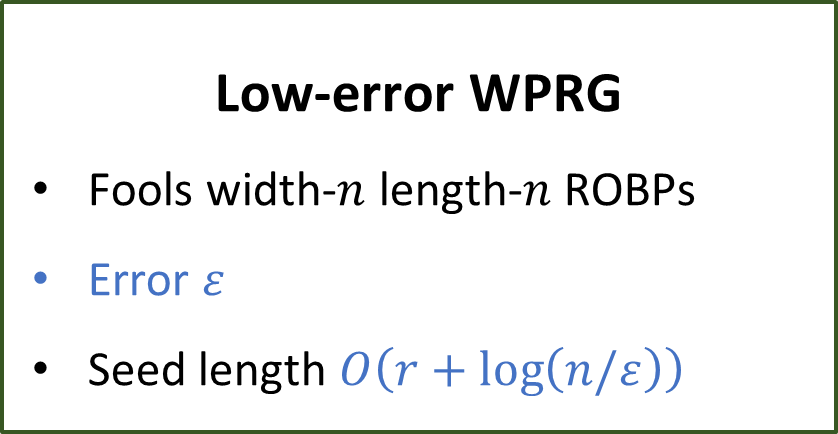 Low-error WPRG
• Fools width-𝑛 length-𝑛 ROBPs
• Error 𝜀
• Seed length 𝑂(𝑟 + log(𝑛/𝜀))